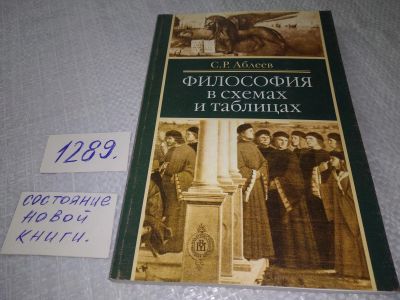 С.Р. Аблеев
ФИЛОСОФИЯ
в схемах
и таблицах
1289.
состояние
новой
книги.